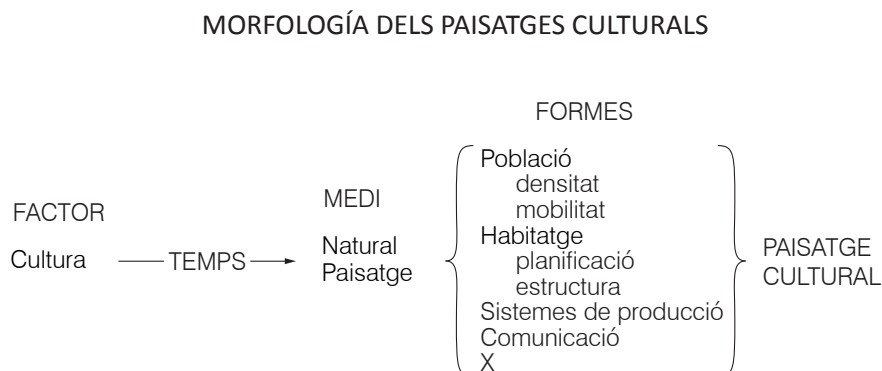 MORFOLOGÍA DELS PAISATGES CULTURALS
FACTOR
Cultura
TEMPS
MEDI
Natural
Paisatge
FORMES
Població
densitat
mobilitat
Habitatge
planificació
estructura
Sistemes de producció
Comunicació
X
PAISATGE
CULTURAL